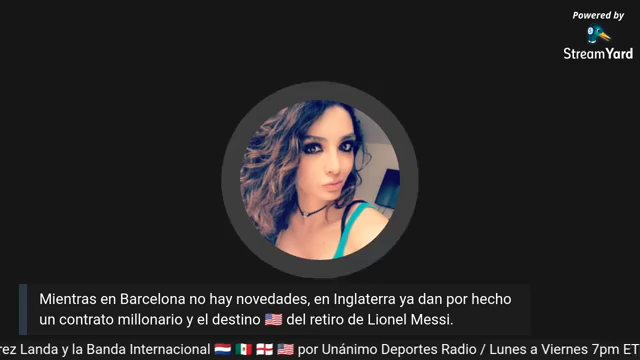 Powered by
StreamYard
Mientras en Barcelona no hay novedades, en Inglaterra ya dan por hecho
un contrato millonario y el destino 🇺🇸 del retiro de Lionel Messi.
rez Landa y la Banda Internacional 🇳🇱 🇲🇽 🏴󠁧󠁢󠁥󠁮󠁧󠁿 🇺🇸 por Unánimo Deportes Radio / Lunes a Viernes 7pm ET